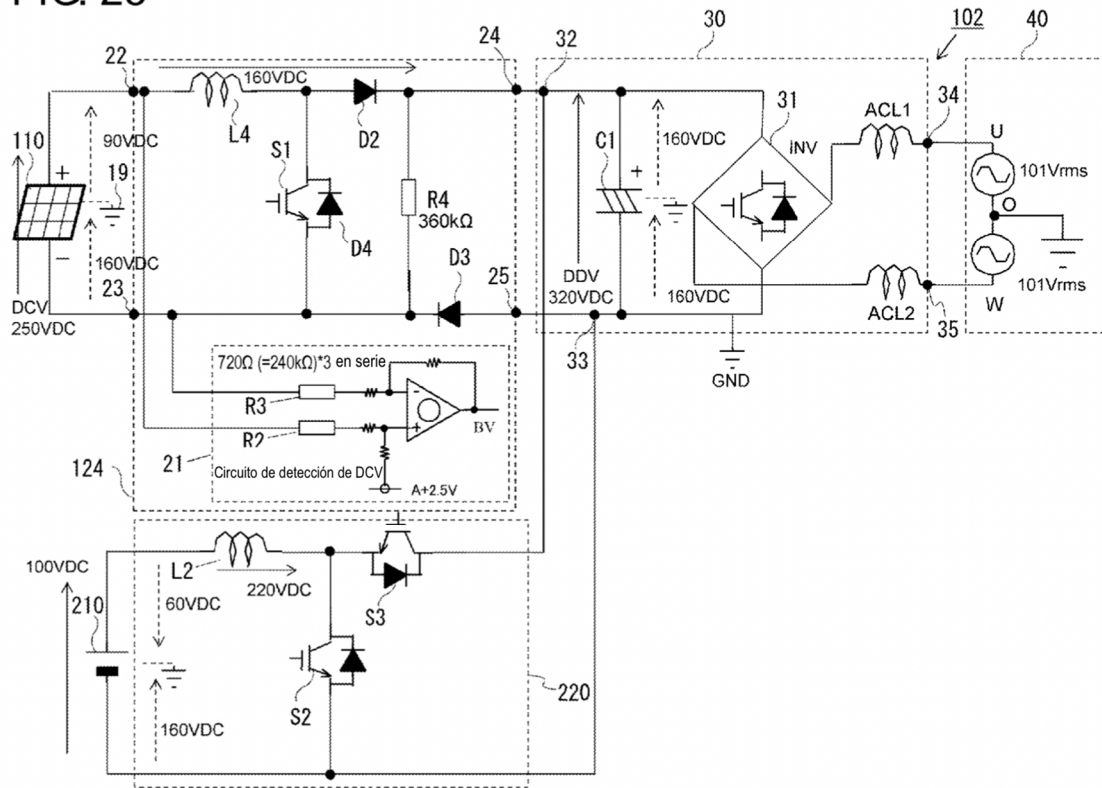 22
160VDC
24
32
30
102
40
L4
D2
31
ACL1
34
110
90VDC
19
S1
C1
+
160VDC
INV
U
101Vrms
+
R4
360kΩ
O
−
160VDC
D4
D3
DDV
320VDC
160VDC
101Vrms
23
25
ACL2
35
W
DCV
250VDC
33
GND
720Ω (=240kΩ)*3 en serie
R3
-
+
BV
R2
21
Circuito de detección de DCV
A+2.5V
124
100VDC
L2
220VDC
S3
210
60VDC
S2
220
160VDC